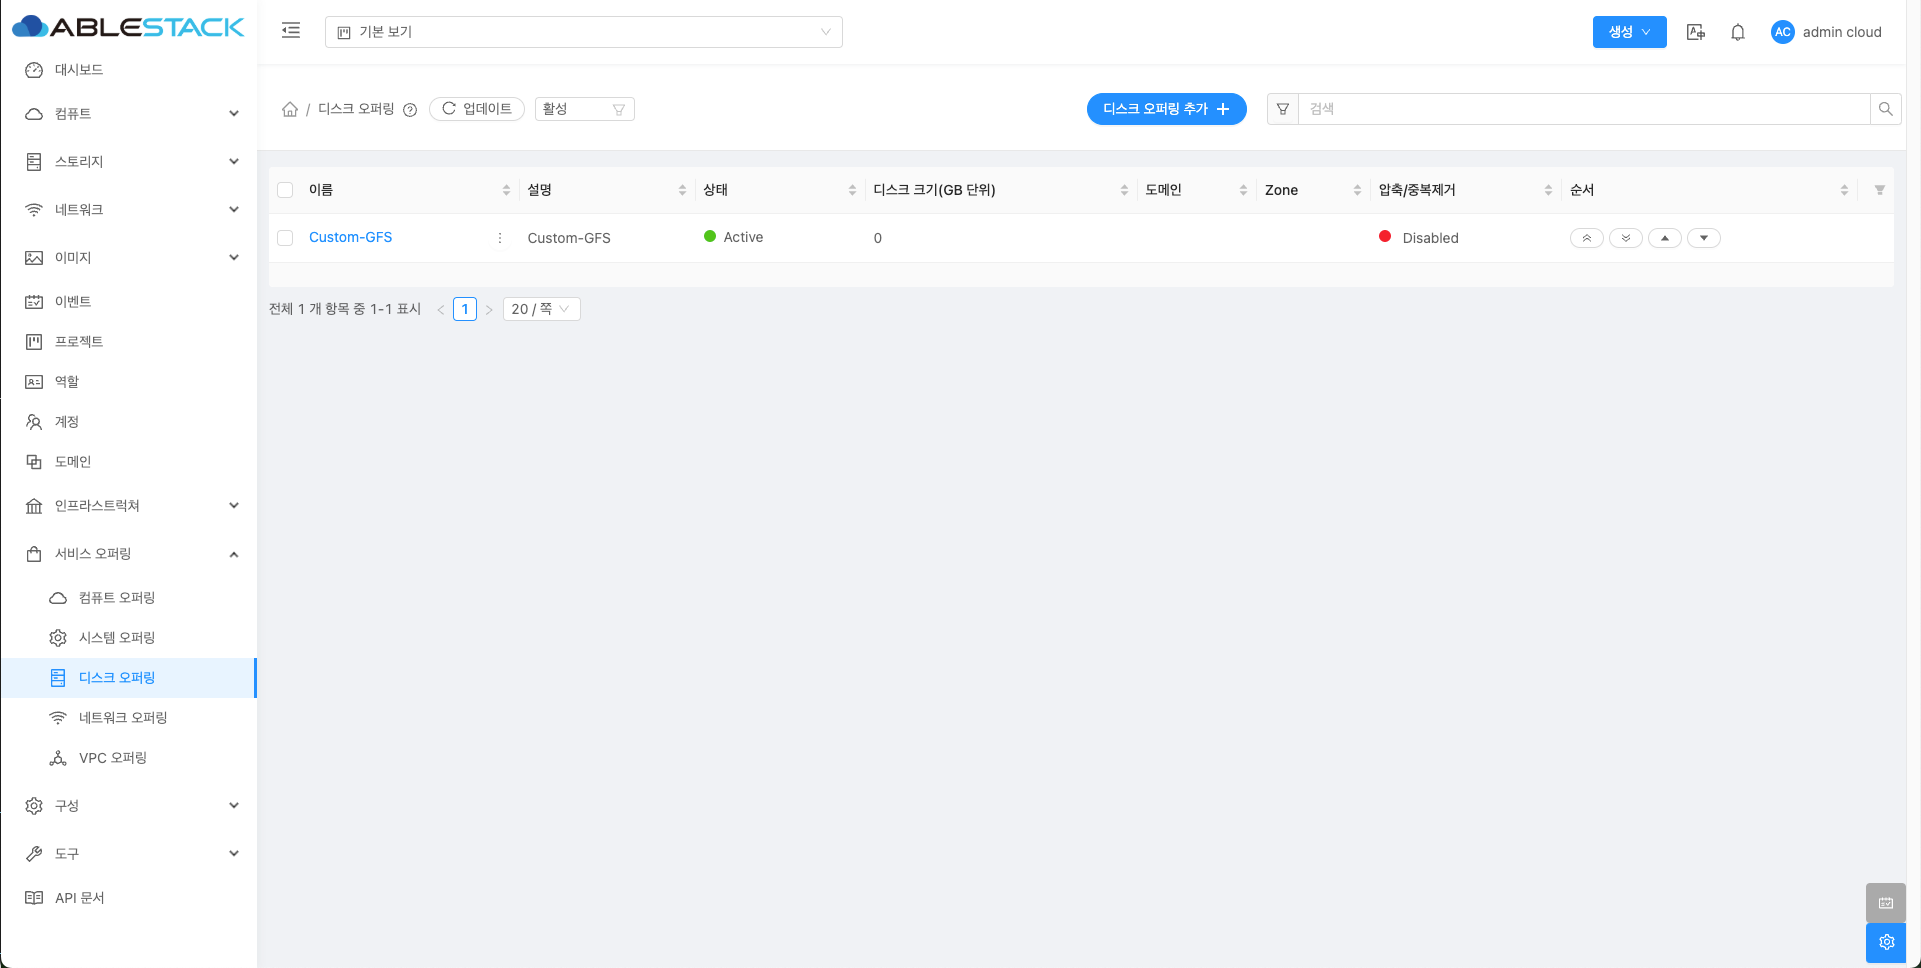 ABLESTACK
기본 보기
생성
AC admin cloud
대시보드
컴퓨트
스토리지
네트워크
이미지
이벤트
프로젝트
역할
계정
도메인
인프라스트럭쳐
서비스 오퍼링
컴퓨트 오퍼링
시스템 오퍼링
디스크 오퍼링
네트워크 오퍼링
VPC 오퍼링
구성
도구
API 문서
/ 디스크 오퍼링 업데이트 활성
디스크 오퍼링 추가 +
검색
이름 설명 상태 디스크 크기(GB 단위) 도메인 Zone 압축/중복제거 순서
Custom-GFS Custom-GFS Active 0 Disabled
전체 1 개 항목 중 1-1 표시 < 1 > 20 / 쪽